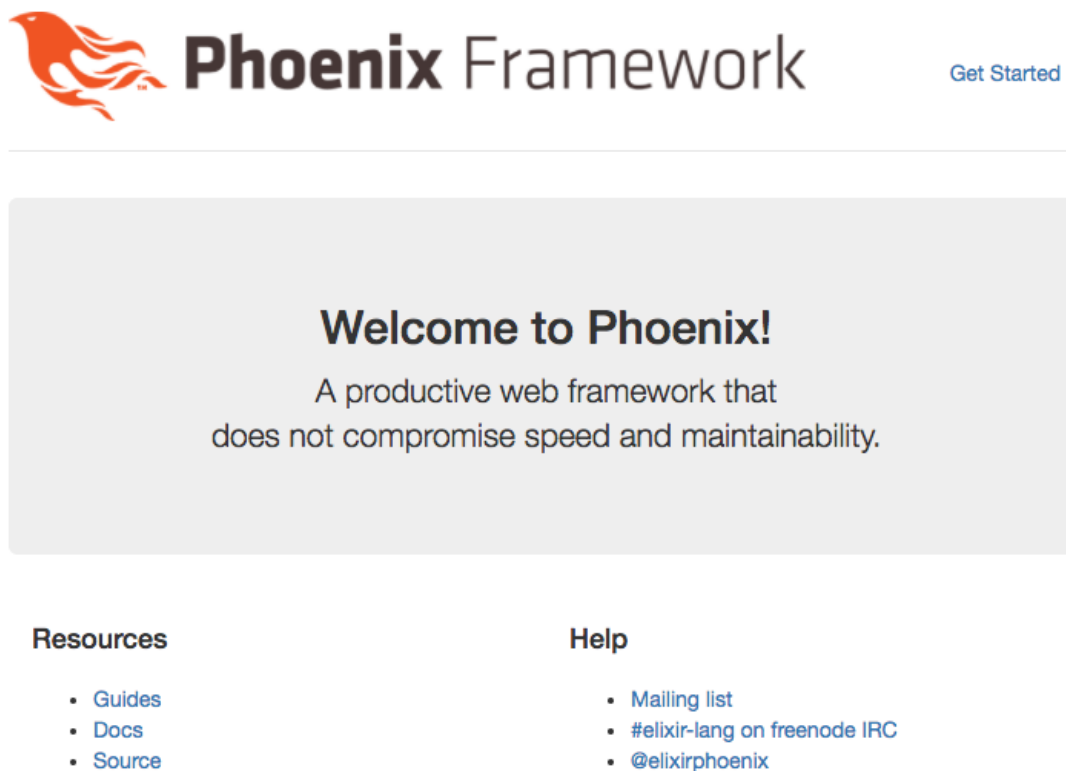 Phoenix Framework
Get Started
Welcome to Phoenix!
A productive web framework that
does not compromise speed and maintainability.
Resources
Guides
Docs
Source
Help
Mailing list
#elixir-lang on freenode IRC
@elixirphoenix